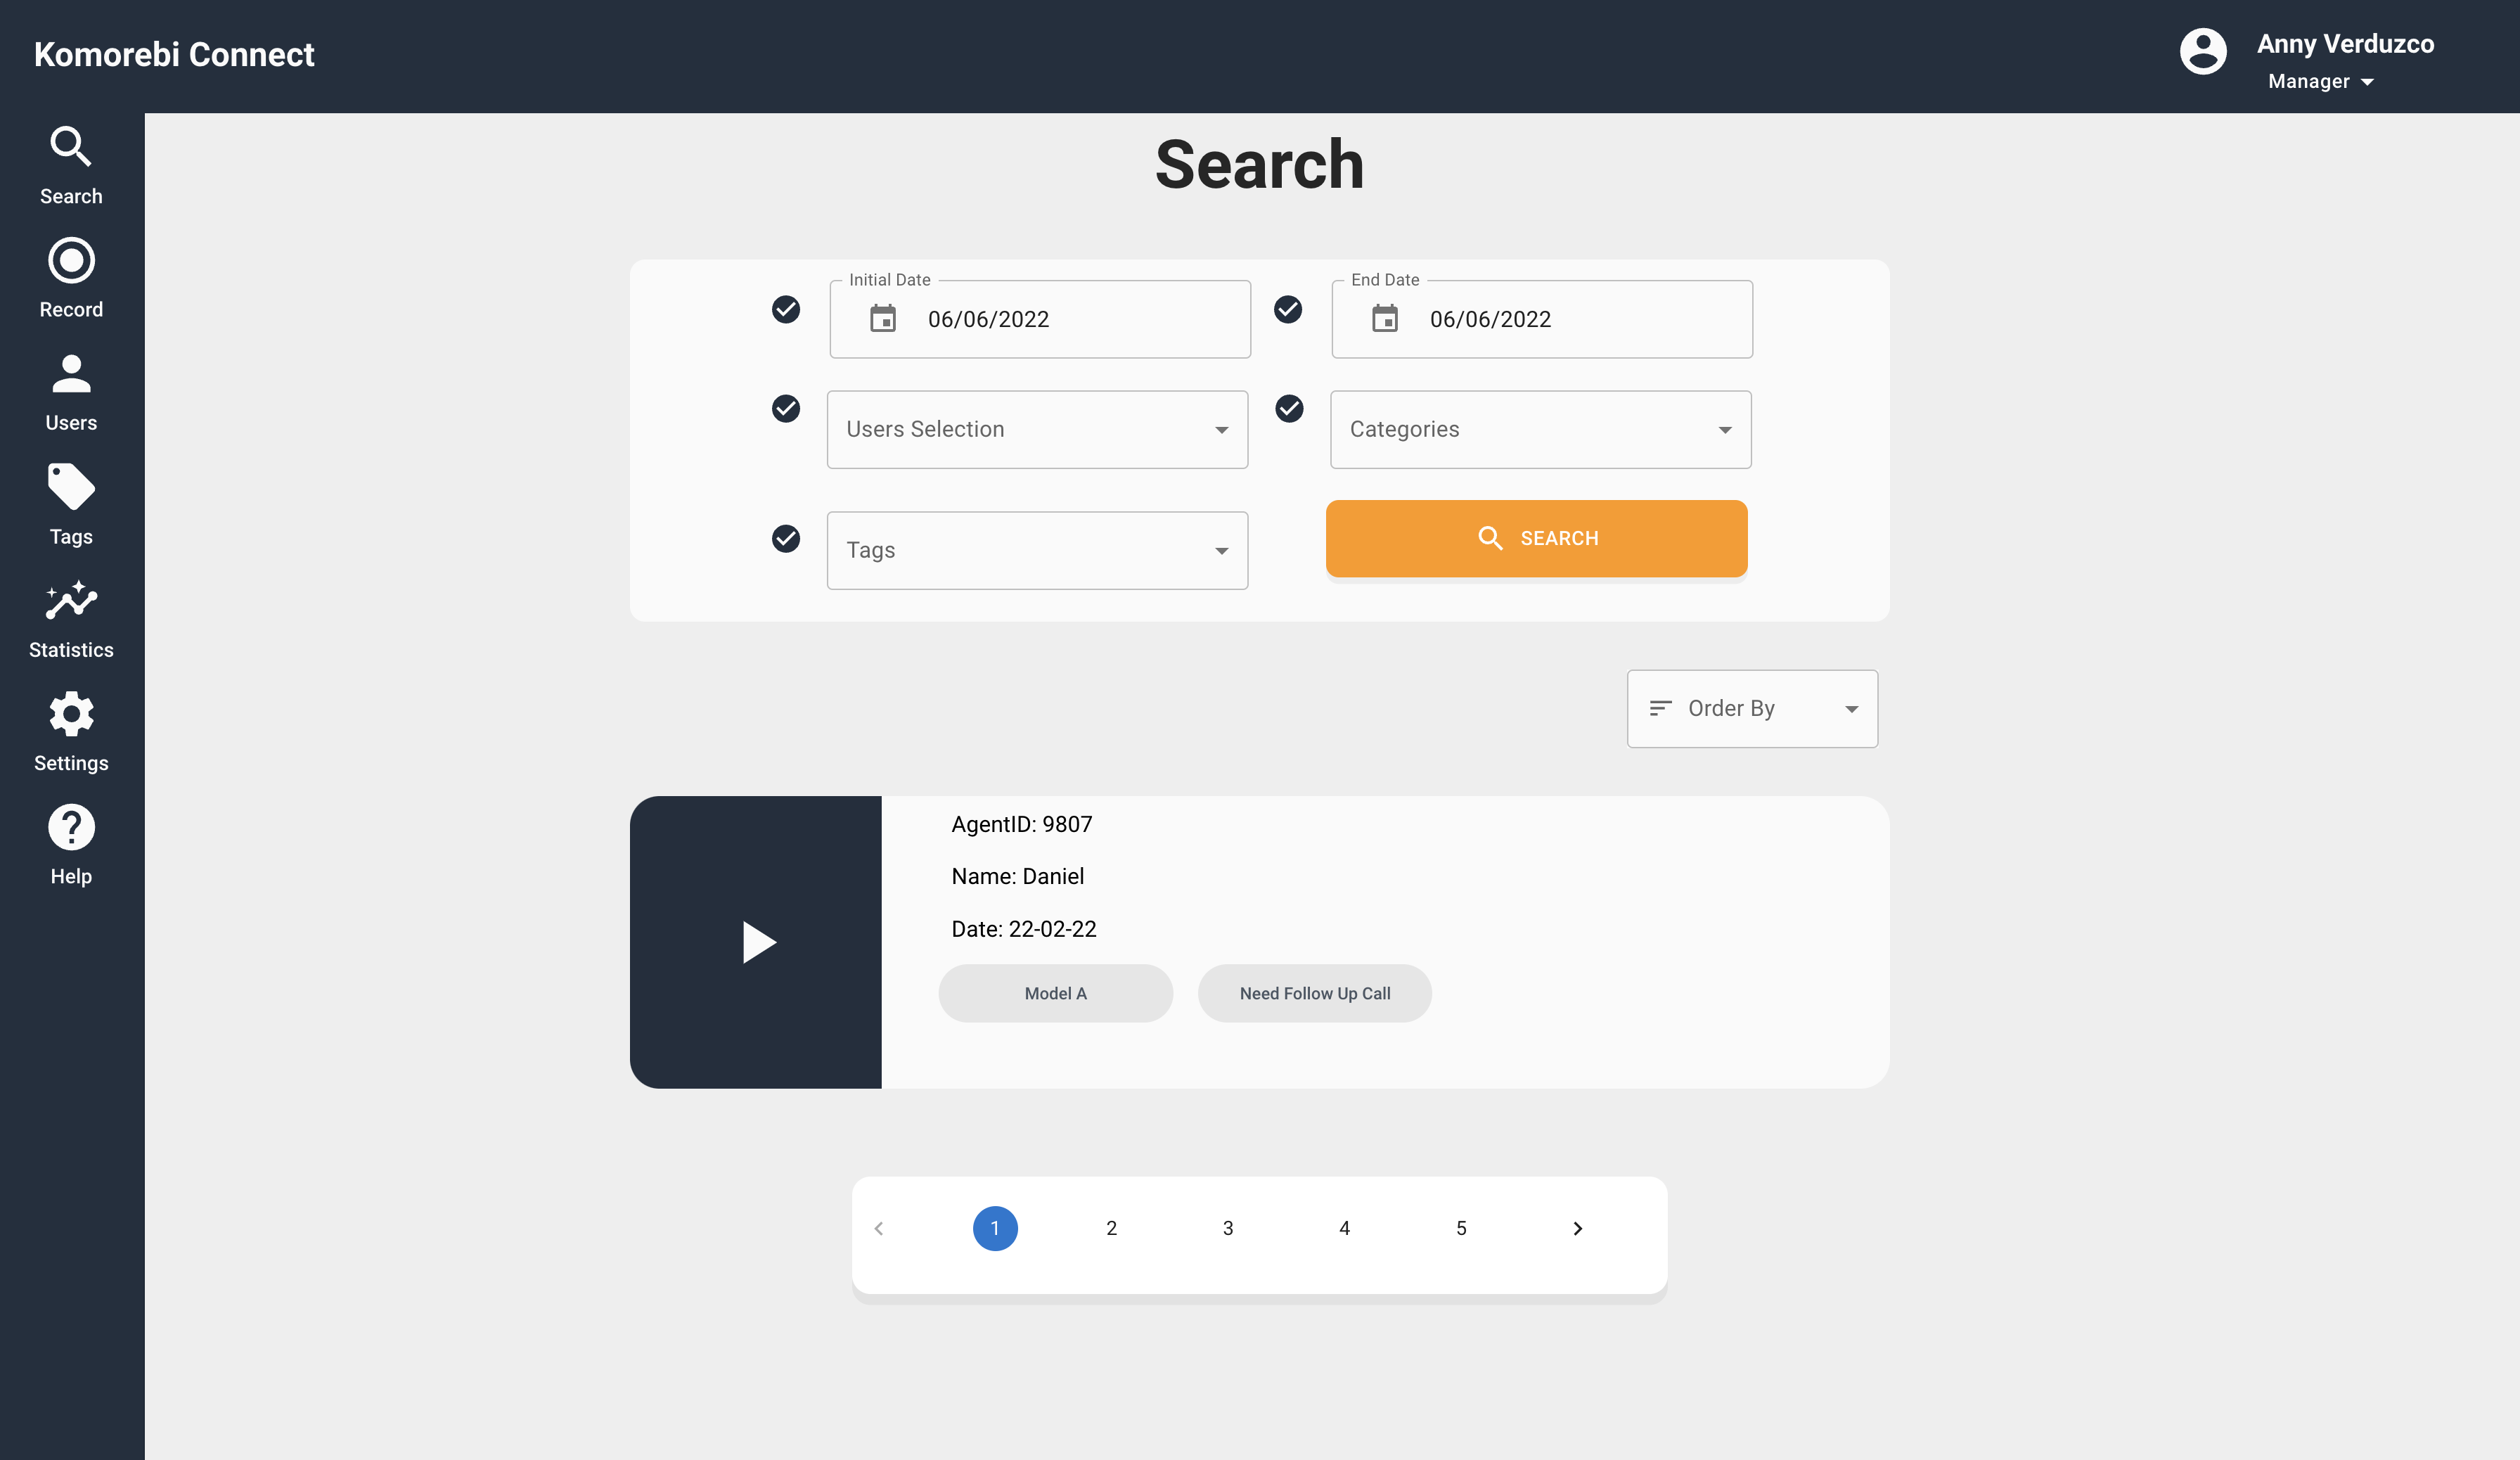 Komorebi Connect
Anny Verduzco
Manager
Search
Record
Users
Tags
Statistics
Settings
Help
Search
Initial Date
06/06/2022
End Date
06/06/2022
Users Selection
Categories
Tags
SEARCH
Order By
AgentID: 9807
Name: Daniel
Date: 22-02-22
Model A
Need Follow Up Call
1 2 3 4 5